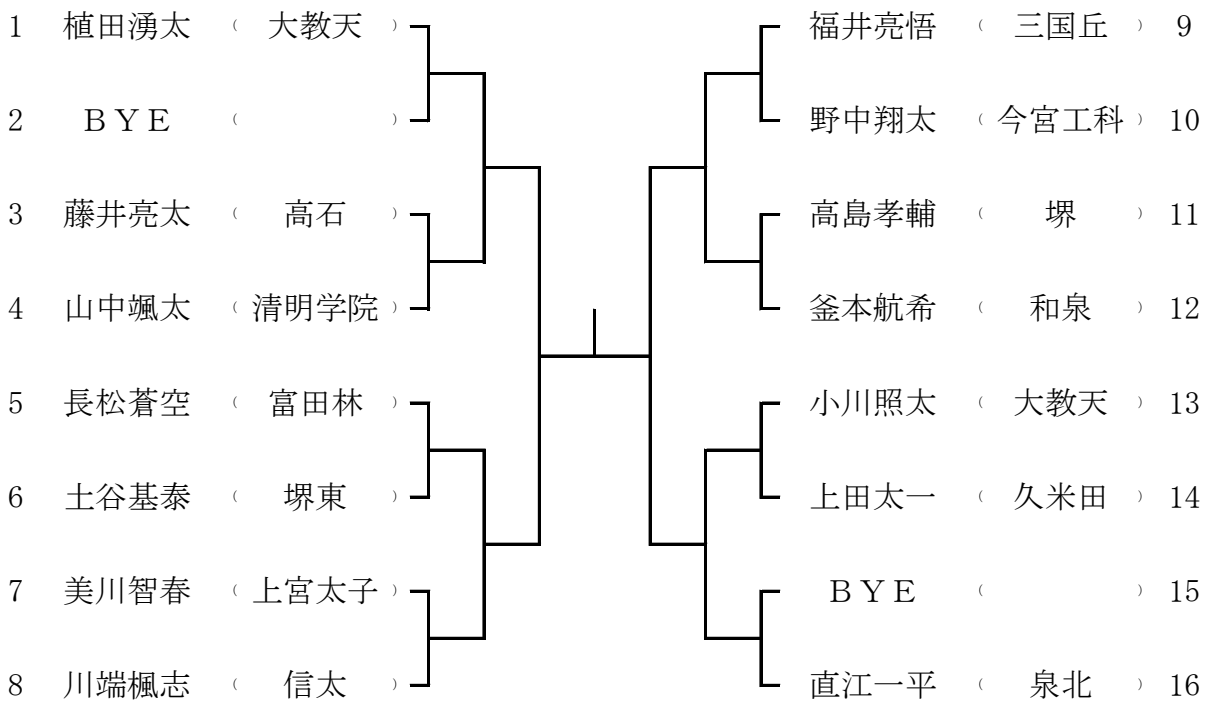 1 植田湧太 （ 大教天 ）
2 ＢＹＥ （ ）
3 藤井亮太 （ 高石 ）
4 山中颯太 （ 清明学院 ）
5 長松蒼空 （ 富田林 ）
6 土谷基泰 （ 堺東 ）
7 美川智春 （ 上宮太子 ）
8 川端楓志 （ 信太 ）
福井亮悟 （ 三国丘 ） 9
野中翔太 （ 今宮工科 ） 10
高島孝輔 （ 堺 ） 11
釜本航希 （ 和泉 ） 12
小川照太 （ 大教天 ） 13
上田太一 （ 久米田 ） 14
ＢＹＥ （ ） 15
直江一平 （ 泉北 ） 16